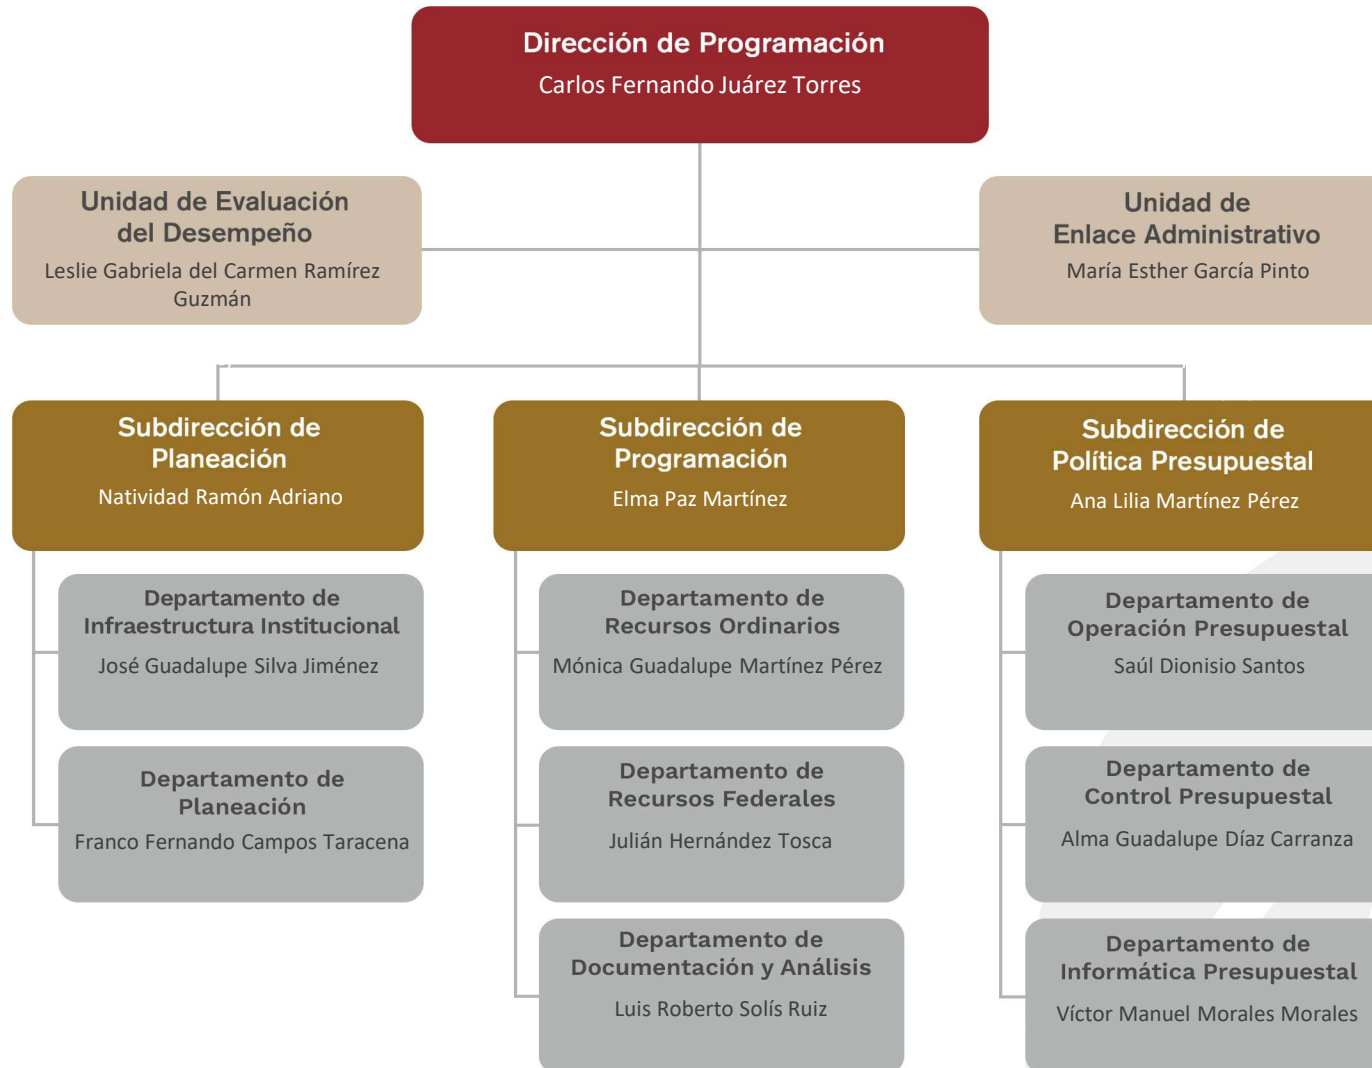 Dirección de Programación
Carlos Fernando Juárez Torres
Unidad de Evaluación
del Desempeño
Leslie Gabriela del Carmen Ramírez
Guzmán
Unidad de
Enlace Administrativo
María Esther García Pinto
Subdirección de
Planeación
Natividad Ramón Adriano
Subdirección de
Programación
Elma Paz Martínez
Subdirección de
Política Presupuestal
Ana Lilia Martínez Pérez
Departamento de
Infraestructura Institucional
José Guadalupe Silva Jiménez
Departamento de
Planeación
Franco Fernando Campos Taracena
Departamento de
Recursos Ordinarios
Mónica Guadalupe Martínez Pérez
Departamento de
Recursos Federales
Julián Hernández Tosca
Departamento de
Documentación y Análisis
Luis Roberto Solís Ruiz
Departamento de
Operación Presupuestal
Saúl Dionisio Santos
Departamento de
Control Presupuestal
Alma Guadalupe Díaz Carranza
Departamento de
Informática Presupuestal
Víctor Manuel Morales Morales